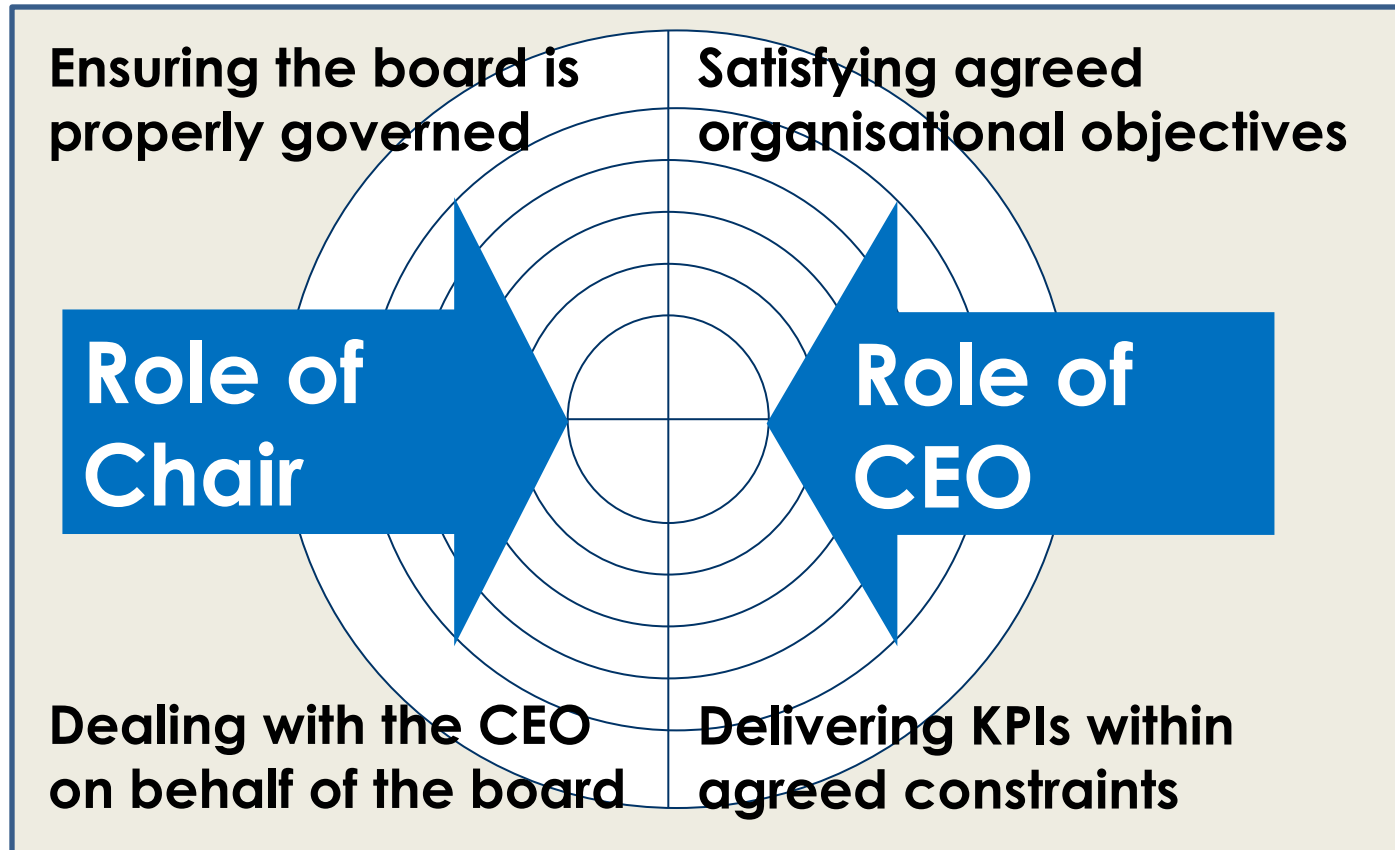 Ensuring the board is
properly governed
Satisfying agreed
organisational objectives
Role of
Chair
Role of
CEO
Dealing with the CEO
on behalf of the board
Delivering KPIs within
agreed constraints